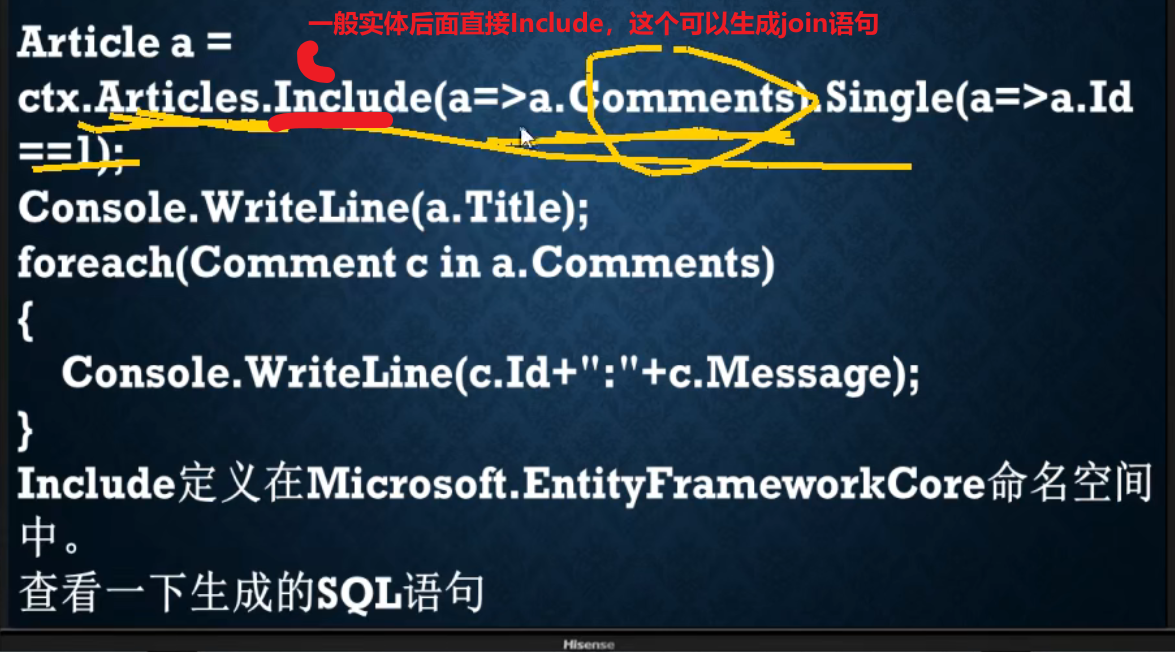 一般实体后面直接Include，这个可以生成join语句
Article a =
ctx.Articles.Include(a=>a.Comments).Single(a=>a.Id
==1);
Console.WriteLine(a.Title);
foreach(Comment c in a.Comments)
{
Console.WriteLine(c.Id+":"+c.Message);
}
Include定义在Microsoft.EntityFrameworkCore命名空间
中。
查看一下生成的SQL语句
Hisense